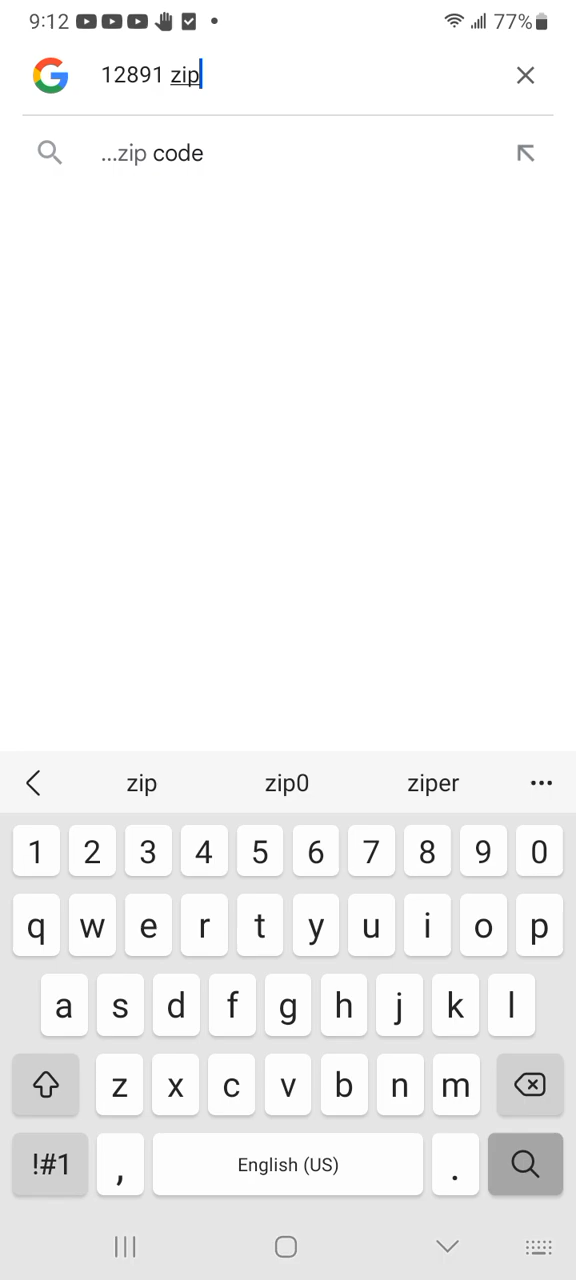 9:12 77%
12891 zip
...zip code
zip zip0 ziper
1 2 3 4 5 6 7 8 9 0
q w e r t y u i o p
a s d f g h j k l
z x c v b n m
!#1 , English (US) .